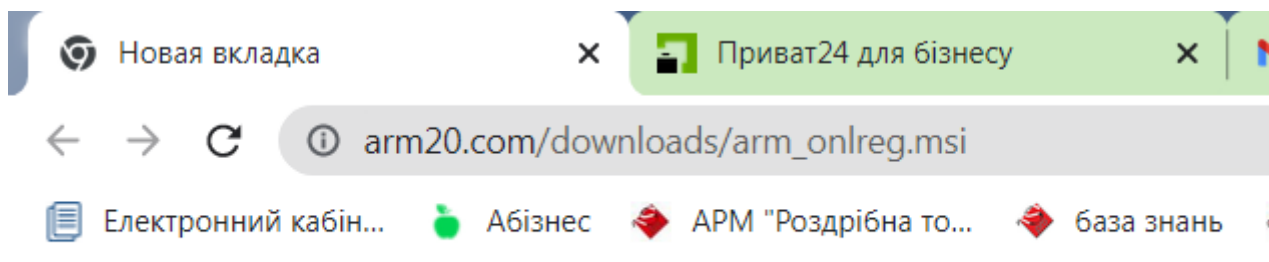 Новая вкладка Приват24 для бізнесу
arm20.com/downloads/arm_onlreg.msi
Електронний кабін... Абізнес АРМ "Роздрібна то... база знань